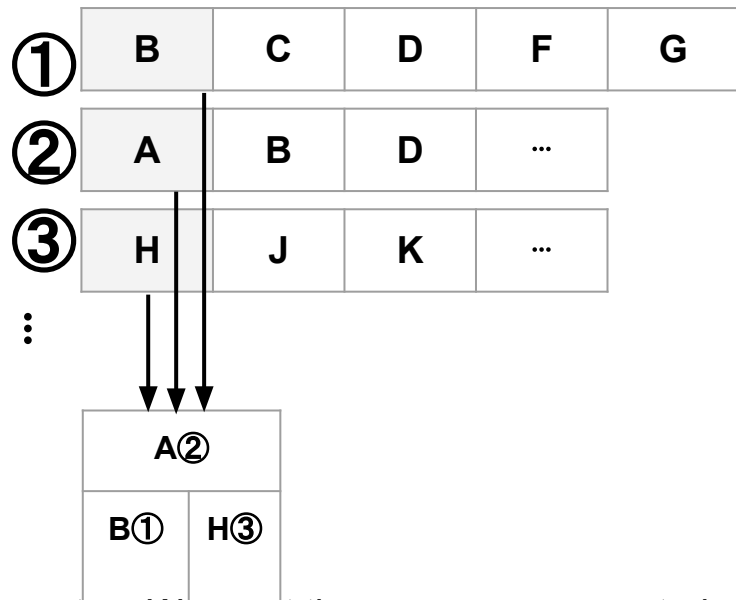 ① B C D F G
② A B D ...
③ H J K ...
⋮
A②
B① H③